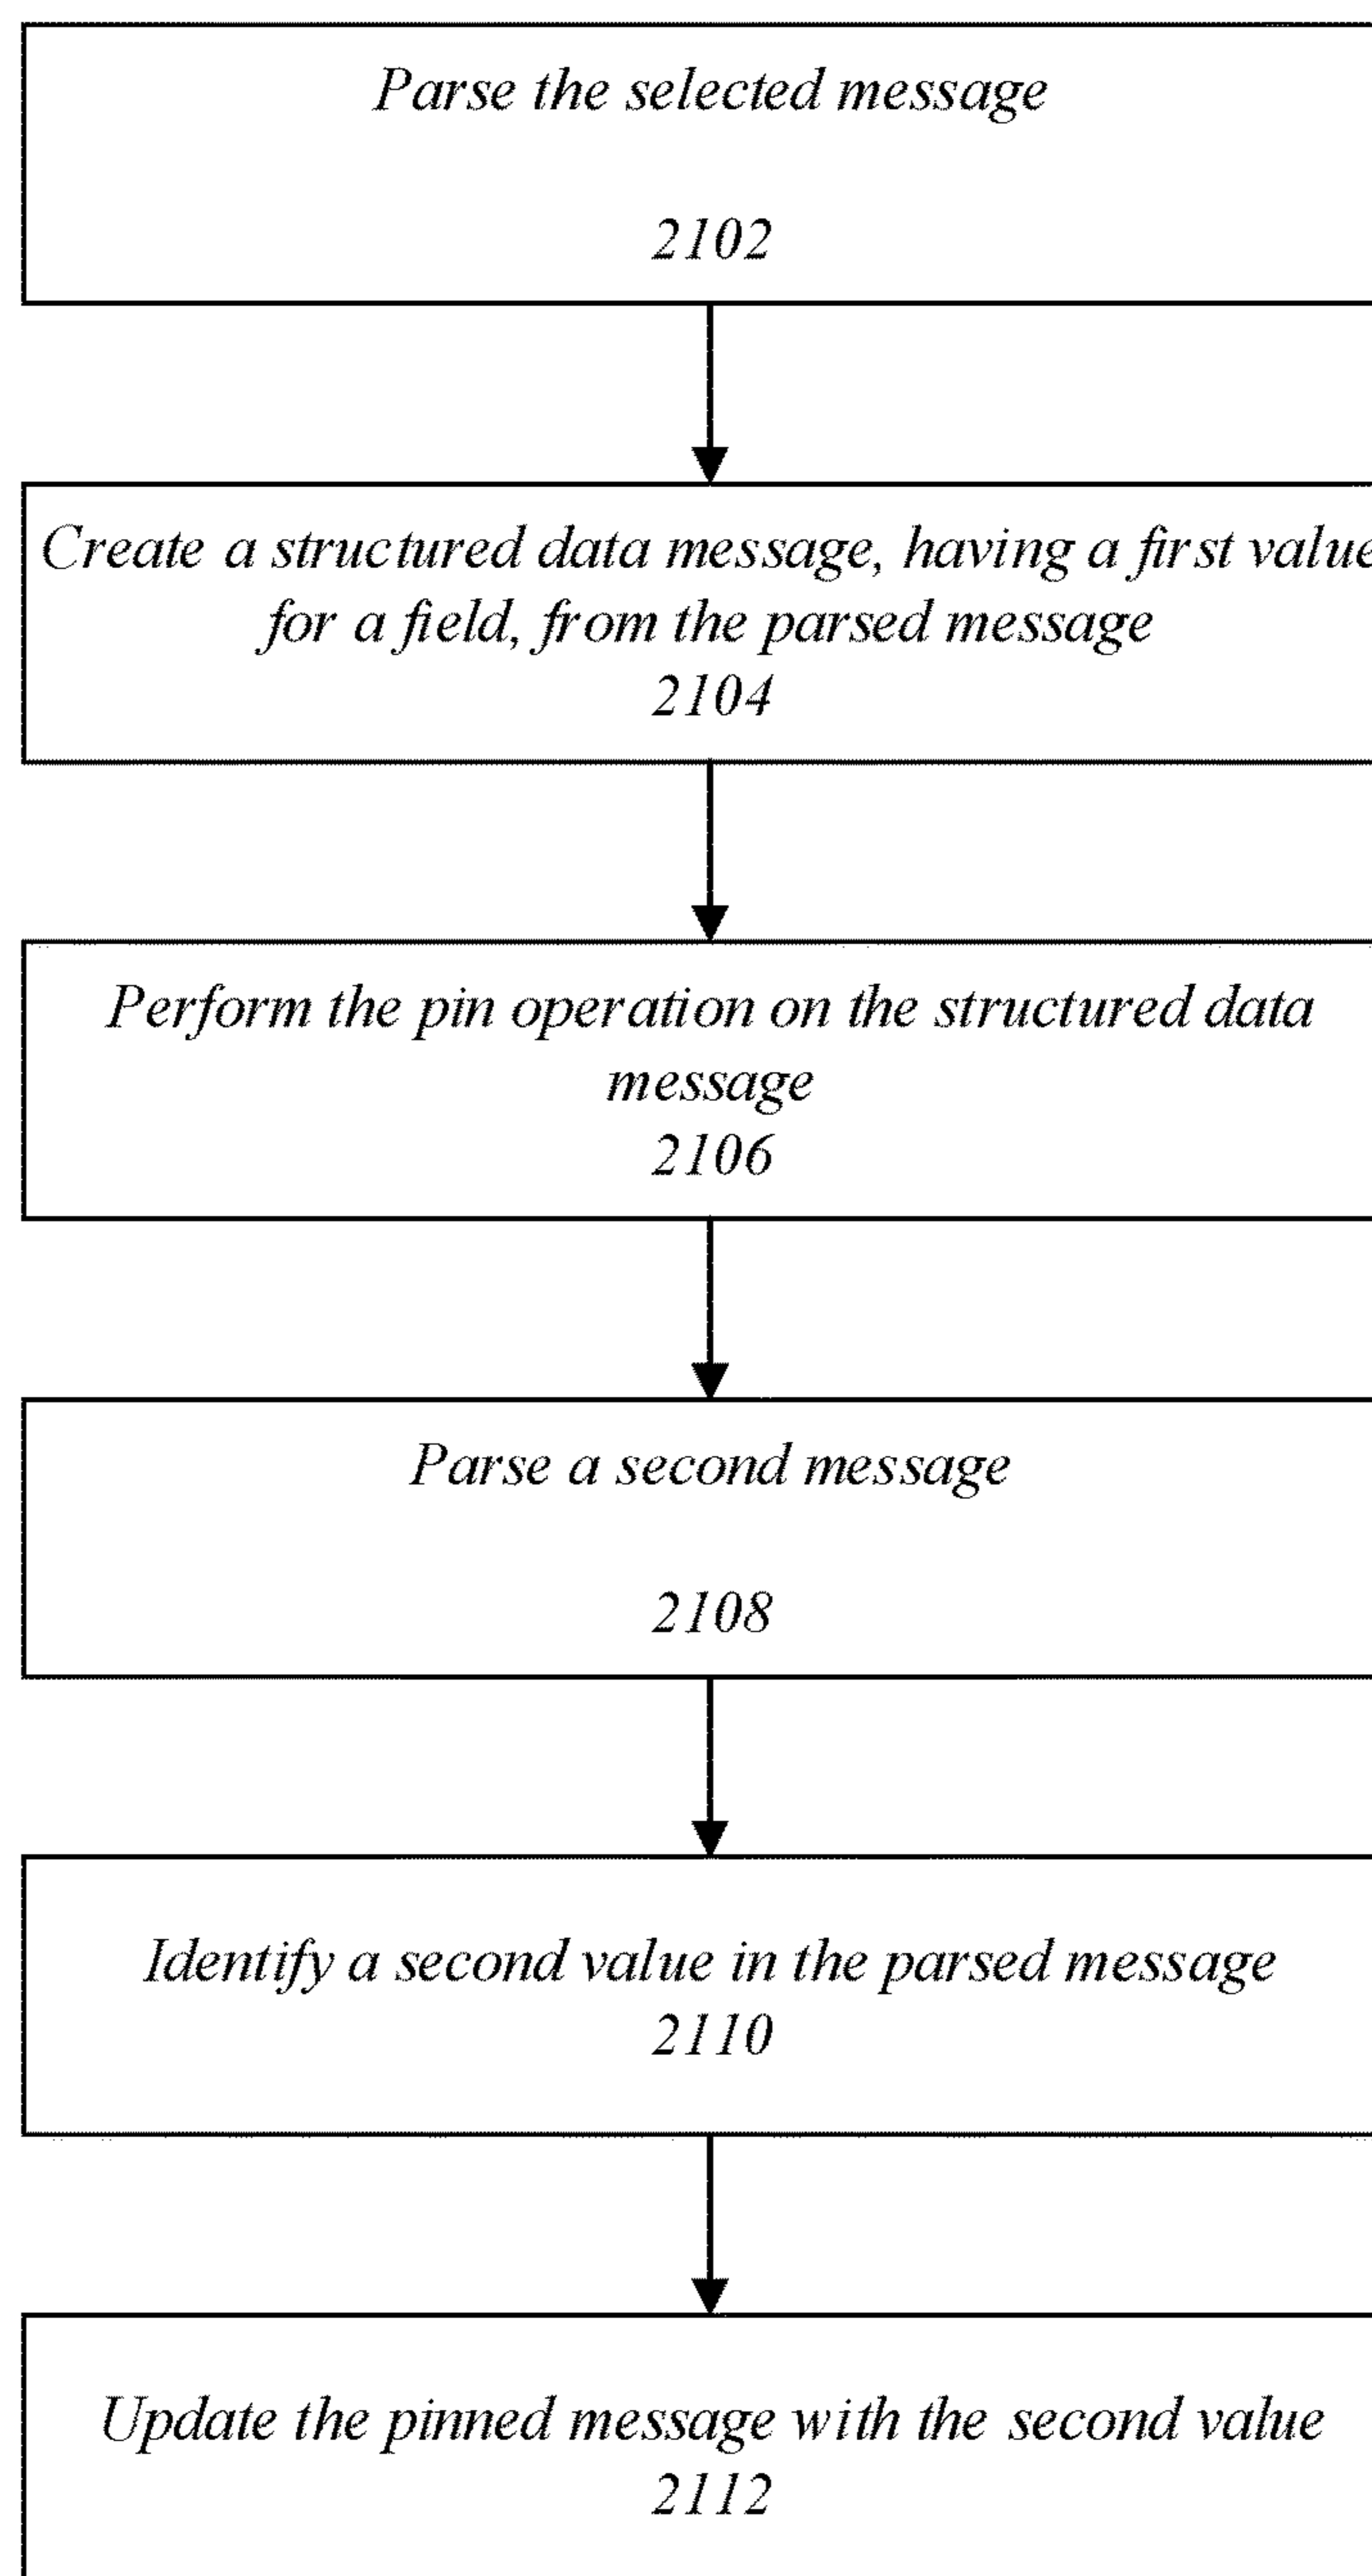 Parse the selected message
2102
Create a structured data message, having a first value
for a field, from the parsed message
2104
Perform the pin operation on the structured data
message
2106
Parse a second message
2108
Identify a second value in the parsed message
2110
Update the pinned message with the second value
2112